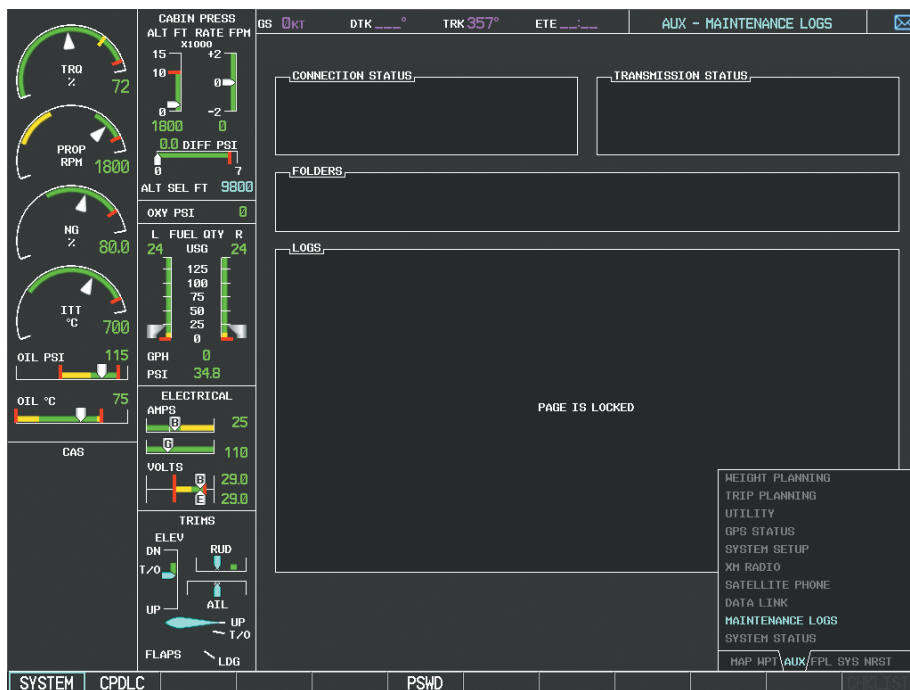 CABIN PRESS
ALT FT RATE FPM
X1000
15
+2
10
0
0
-2
1800
0
0.0 DIFF PSI
0
7
ALT SEL FT 9800
OXY PSI 0
L FUEL QTY R
24 USG 24
125
100
75
50
25
0
GPH 0
PSI 34.8
ELECTRICAL
AMPS
B
25
G
110
VOLTS
B
29.0
E
29.0
TRIMS
ELEV
DN
RUD
T/O
UP
AIL
UP
T/O
FLAPS
LDG
TRQ
%
72
PROP
RPM
1800
NG
%
80.0
ITT
°C
700
OIL PSI 115
OIL °C 75
CAS
GS 0KT DTK ___° TRK 357° ETE __:__ AUX - MAINTENANCE LOGS
CONNECTION STATUS
TRANSMISSION STATUS
FOLDERS
LOGS
PAGE IS LOCKED
WEIGHT PLANNING
TRIP PLANNING
UTILITY
GPS STATUS
SYSTEM SETUP
XM RADIO
SATELLITE PHONE
DATA LINK
MAINTENANCE LOGS
SYSTEM STATUS
MAP WPT AUX FPL SYS NRST
SYSTEM CPDLC PSWD CHKLIST